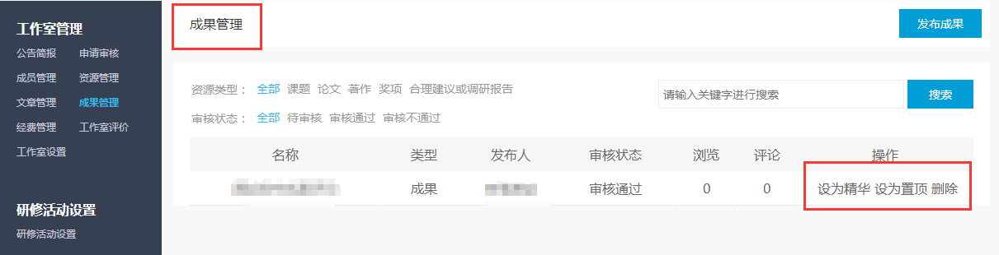 工作室管理
公告简报 申请审核
成员管理 资源管理
文章管理 成果管理
经费管理 工作室评价
工作室设置
研修活动设置
研修活动设置
成果管理
发布成果
资源类型： 全部 课题 论文 著作 奖项 合理建议或调研报告
请输入关键字进行搜索 搜索
审核状态： 全部 待审核 审核通过 审核不通过
名称 类型 发布人 审核状态 浏览 评论 操作
成果 审核通过 0 0 设为精华 设为置顶 删除